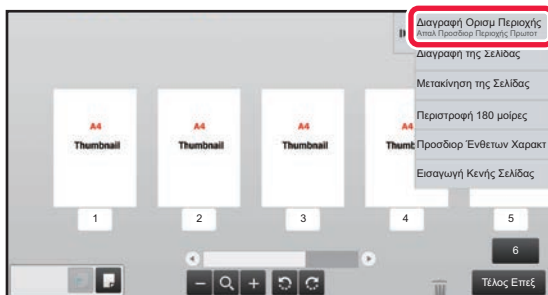 Διαγραφή Ορισμ Περιοχής
Απαλ Προσδιορ Περιοχής Πρωτοτ
Διαγραφή της Σελίδας
Μετακίνηση της Σελίδας
Περιστροφή 180 μοίρες
Προσδιορ Ένθετων Χαρακτ
Εισαγωγή Κενής Σελίδας
A4
Thumbnail
A4
Thumbnail
A4
Thumbnail
A4
Thumb
1
2
3
4
5
6
Τέλος Επεξ